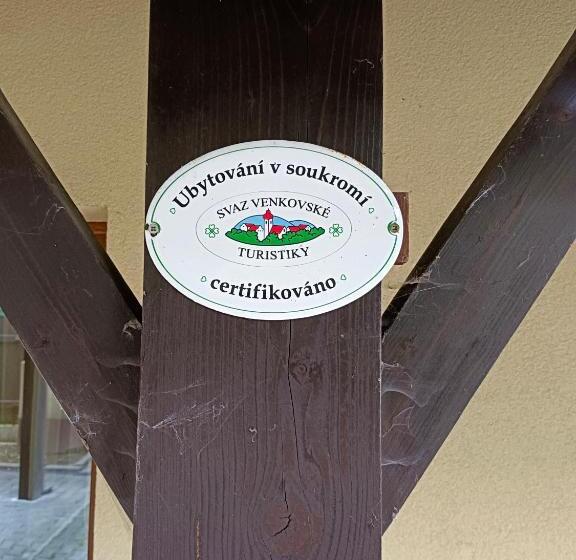 Ubytování v soukromí
SVAZ VENKOVSKÉ
TURISTIKY
certifikováno